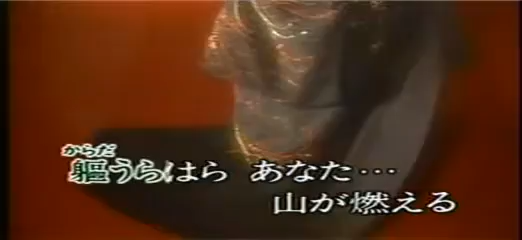 からだ
軀うらはら あなた…
山が燃える